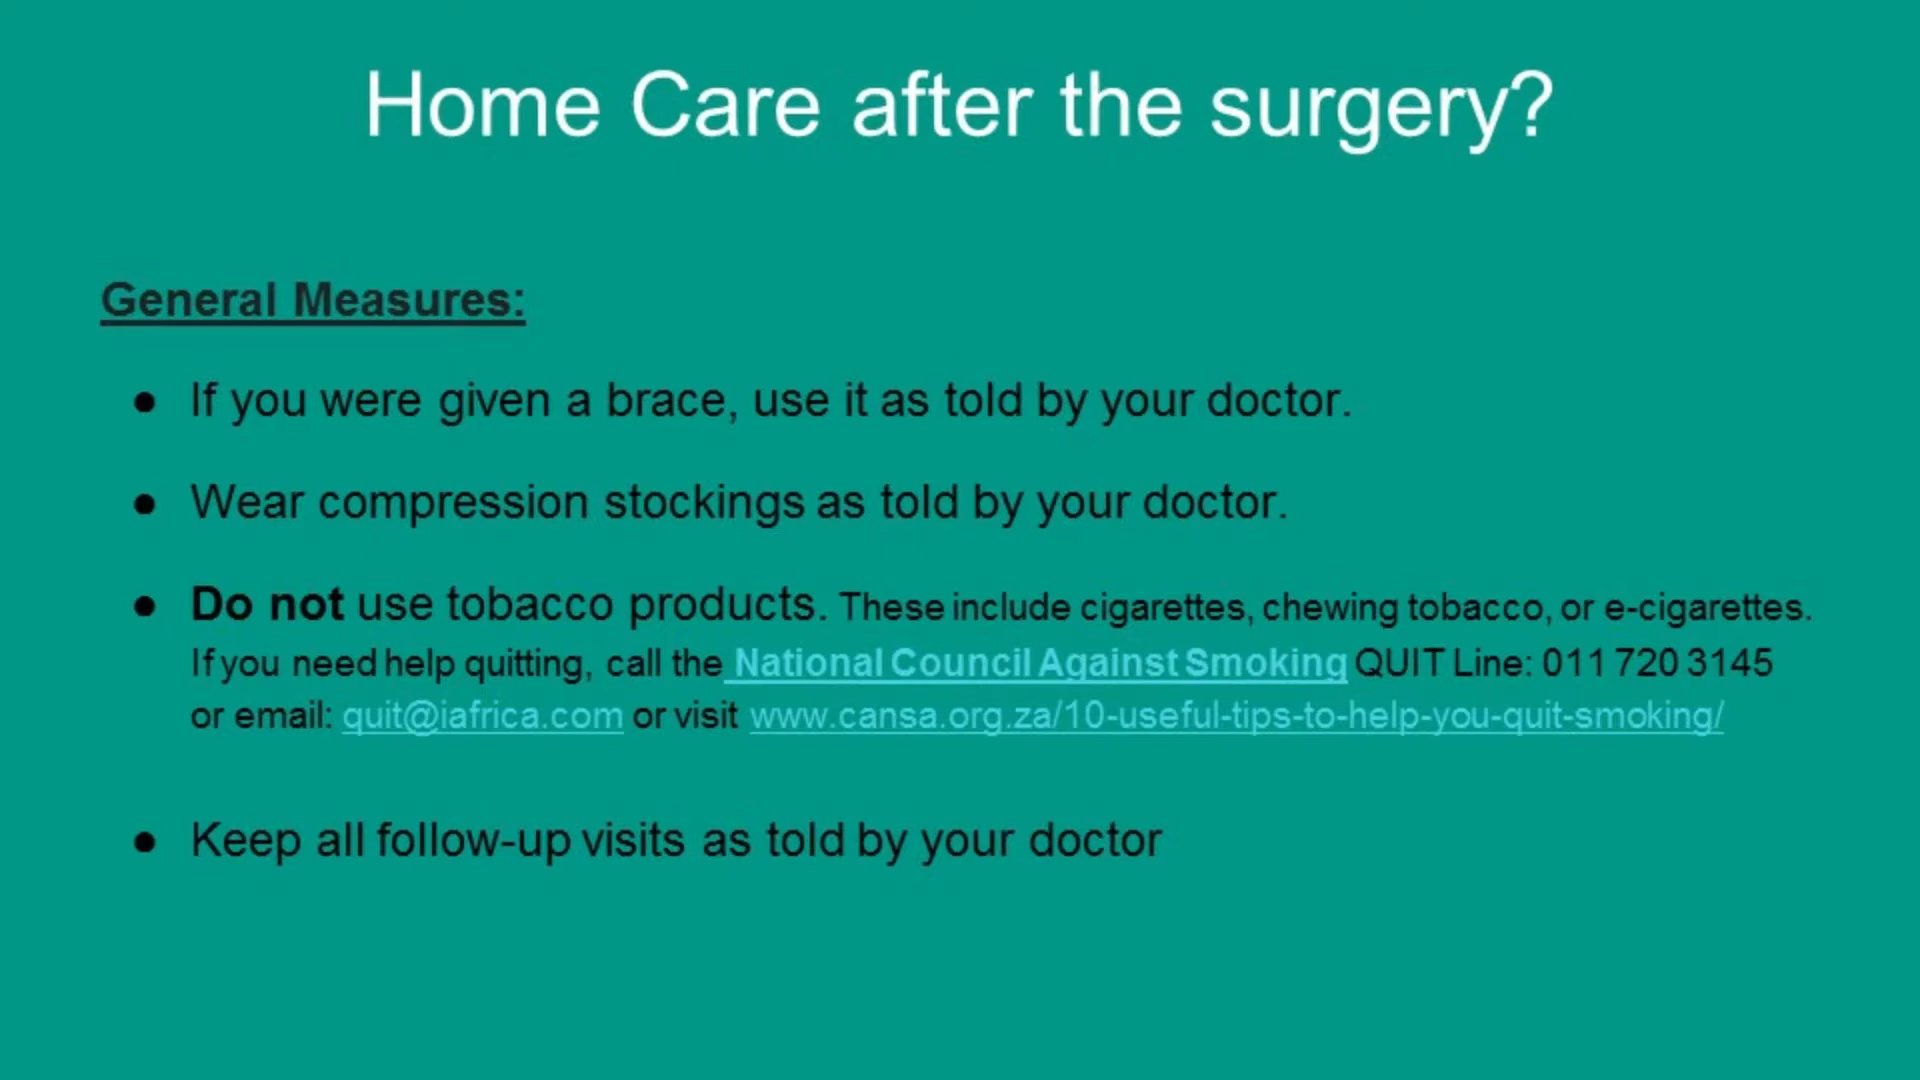 Home Care after the surgery?
General Measures:
● If you were given a brace, use it as told by your doctor.
● Wear compression stockings as told by your doctor.
● Do not use tobacco products. These include cigarettes, chewing tobacco, or e-cigarettes.
If you need help quitting, call the National Council Against Smoking QUIT Line: 011 720 3145
or email: quit@iafrica.com or visit www.cansa.org.za/10-useful-tips-to-help-you-quit-smoking/
● Keep all follow-up visits as told by your doctor